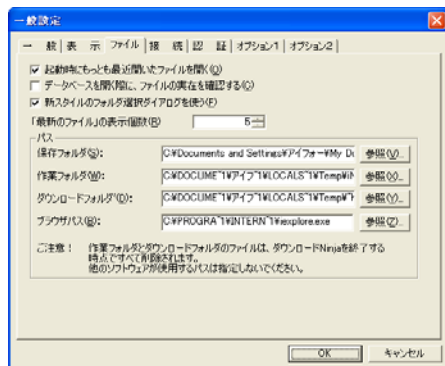 一般設定
一 般 表 示 ファイル 接 続 認 証 オプション1 オプション2
起動時にもっとも最近開いたファイルを開く(O)
データベースを開く際に、ファイルの実在を確認する(C)
新スタイルのフォルダ選択ダイアログを使う(F)
「最新のファイル」の表示個数(R) 5
パス
保存フォルダ(S): C:¥Documents and Settings¥アイフォー¥My D 参照(V)...
作業フォルダ(W): C:¥DOCUME~1¥アイフ~1¥LOCALS~1¥Temp¥ 参照(X)...
ダウンロードフォルダ(D): C:¥DOCUME~1¥アイフ~1¥LOCALS~1¥Temp¥ 参照(Y)...
ブラウザパス(B): C:¥PROGRA~1¥INTERN~1¥iexplore.exe 参照(Z)...
ご注意! 作業フォルダとダウンロードフォルダのファイルは、ダウンロードNinjaを終了する
時点ですべて削除されます。
他のソフトウェアが使用するパスは指定しないでください。
OK キャンセル